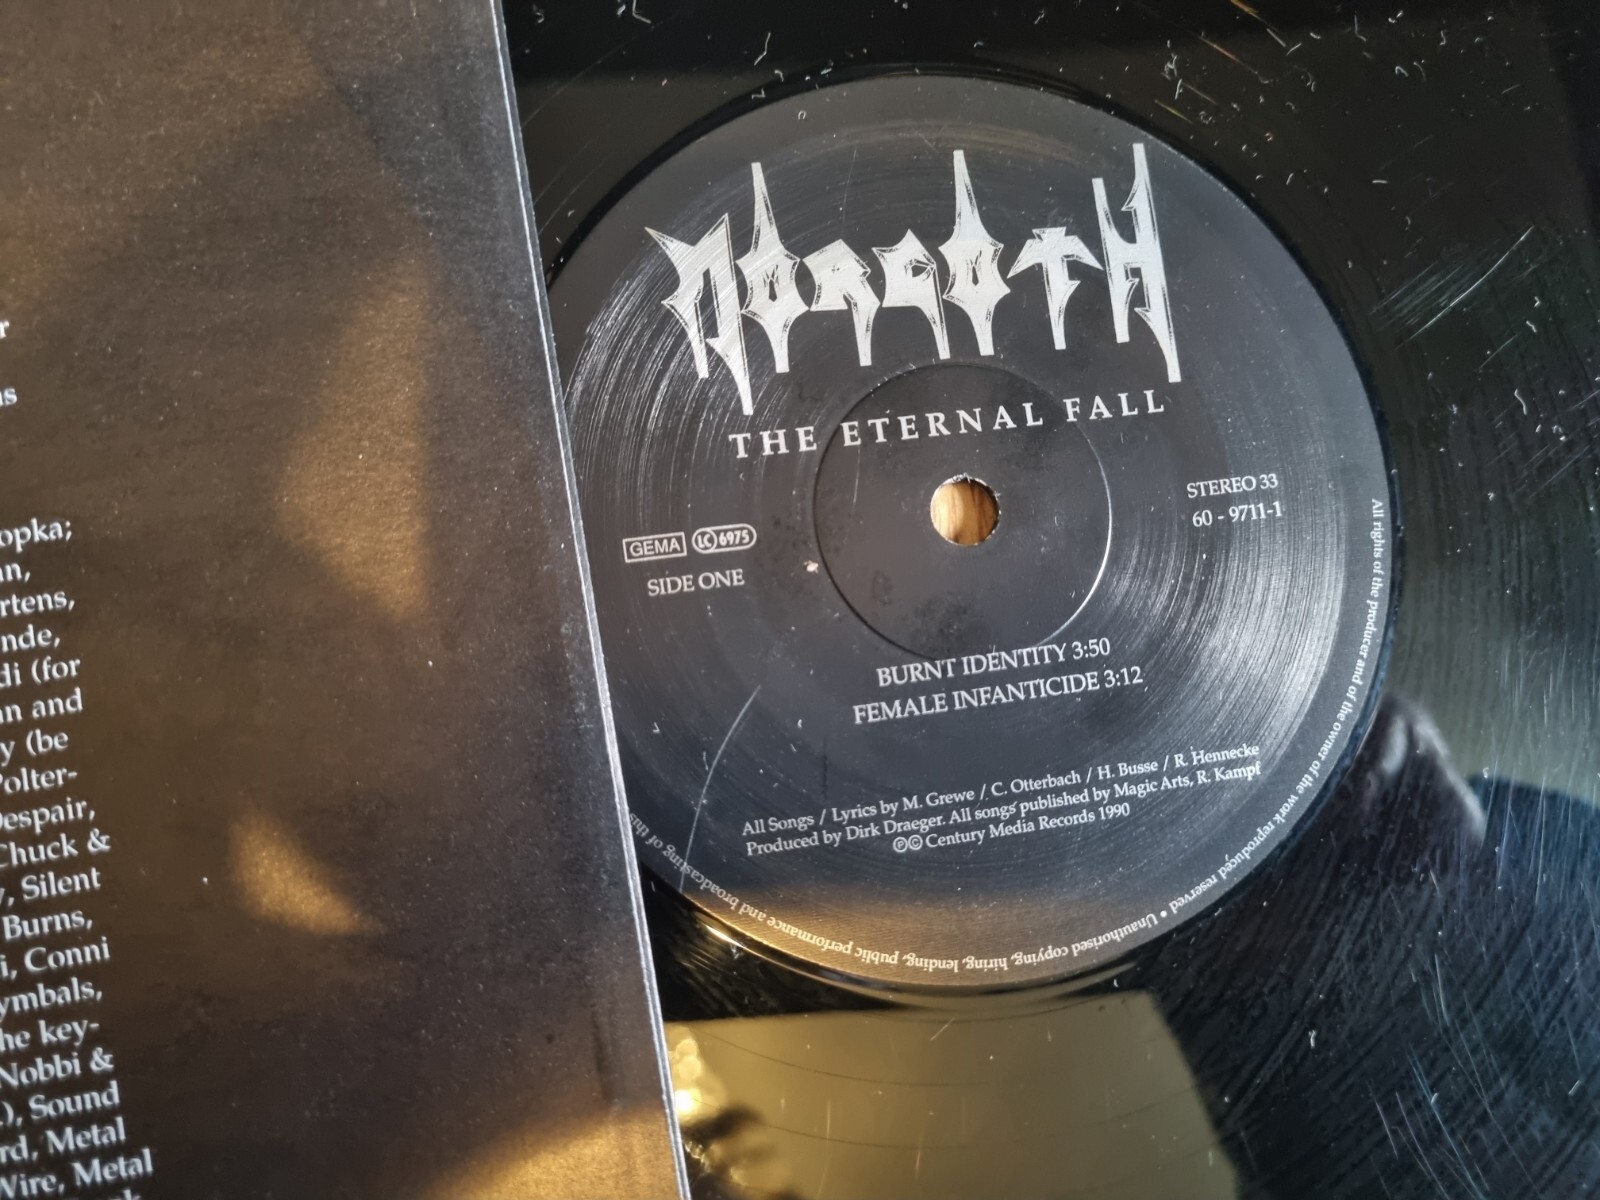 MORGOTH
THE ETERNAL FALL
STEREO 33
60 - 9711-1
GEMA LC 6975
SIDE ONE
BURNT IDENTITY 3:50
FEMALE INFANTICIDE 3:12
All Songs / Lyrics by M. Grewe / C. Otterbach / H. Busse / R. Hennecke
Produced by Dirk Draeger. All songs published by Magic Arts, R. Kampf
℗© Century Media Records 1990
All rights of the producer and of the owner of the work reproduced reserved • Unauthorised copying, hiring, lending, public performance and broadcasting of this
r
ns
opka;
an,
rtens,
nde,
di (for
an and
y (be
Polter-
Despair,
Chuck &
, Silent
Burns,
i, Conni
ymbals,
he key-
Nobbi &
.), Sound
rd, Metal
Wire, Metal